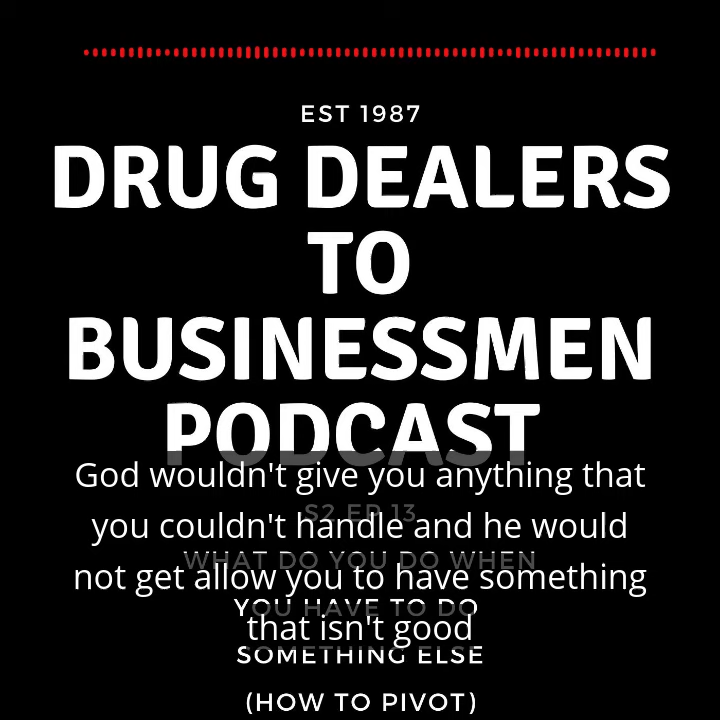 EST 1987
DRUG DEALERS
TO
BUSINESSMEN
PODCAST
God wouldn't give you anything that
S2 EP 13
you couldn't handle and he would
WHAT DO YOU DO WHEN
not get allow you to have something
YOU HAVE TO DO
that isn't good
SOMETHING ELSE
(HOW TO PIVOT)